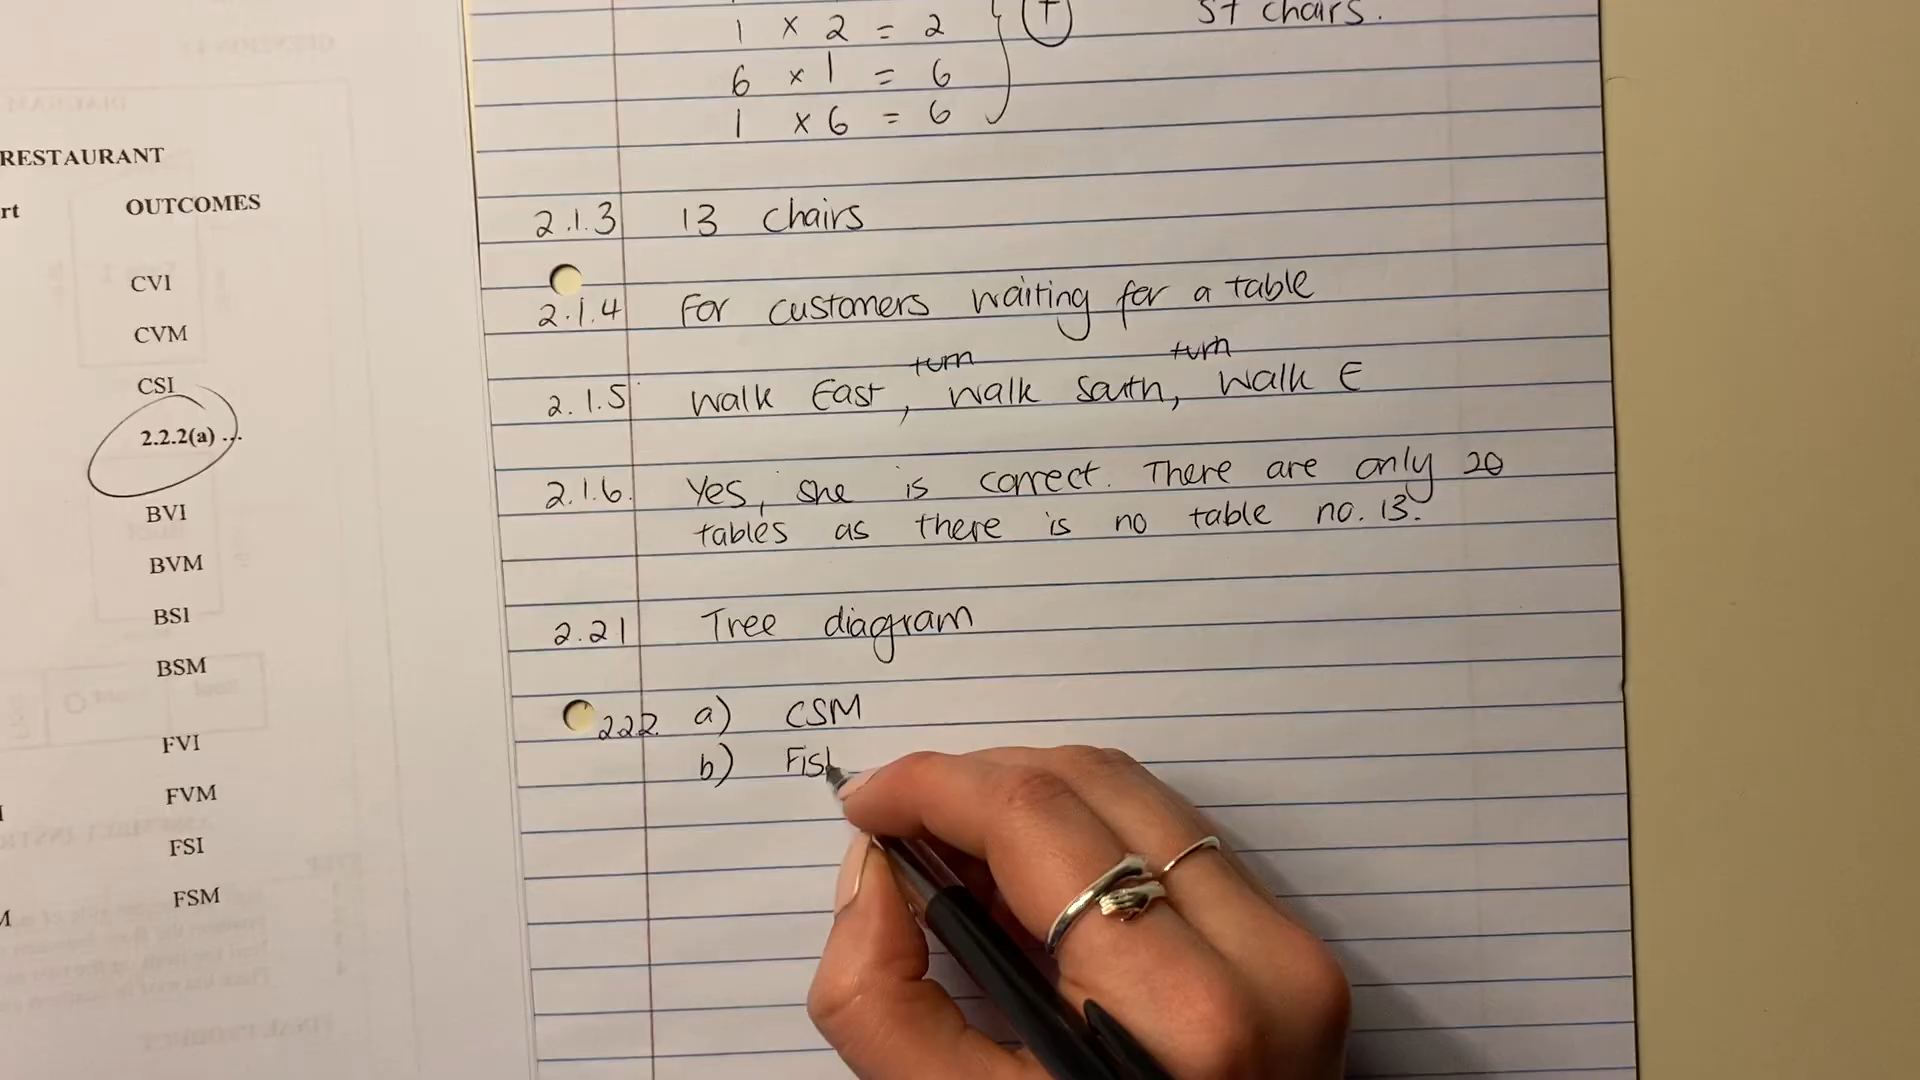 1 × 2 = 2
57 chairs.
6 × 1 = 6
1 × 6 = 6
RESTAURANT
rt OUTCOMES
CVI
CVM
CSI
2.2.2(a) ...
BVI
BVM
BSI
BSM
FVI
FVM
FSI
FSM
M
2.1.3 13 chairs
2.1.4 For customers waiting for a table
turn turn
2.1.5 Walk East, walk south, walk E
2.1.6. Yes, she is correct. There are only 20
tables as there is no table no. 13.
2.21 Tree diagram
222. a) CSM
b) Fish